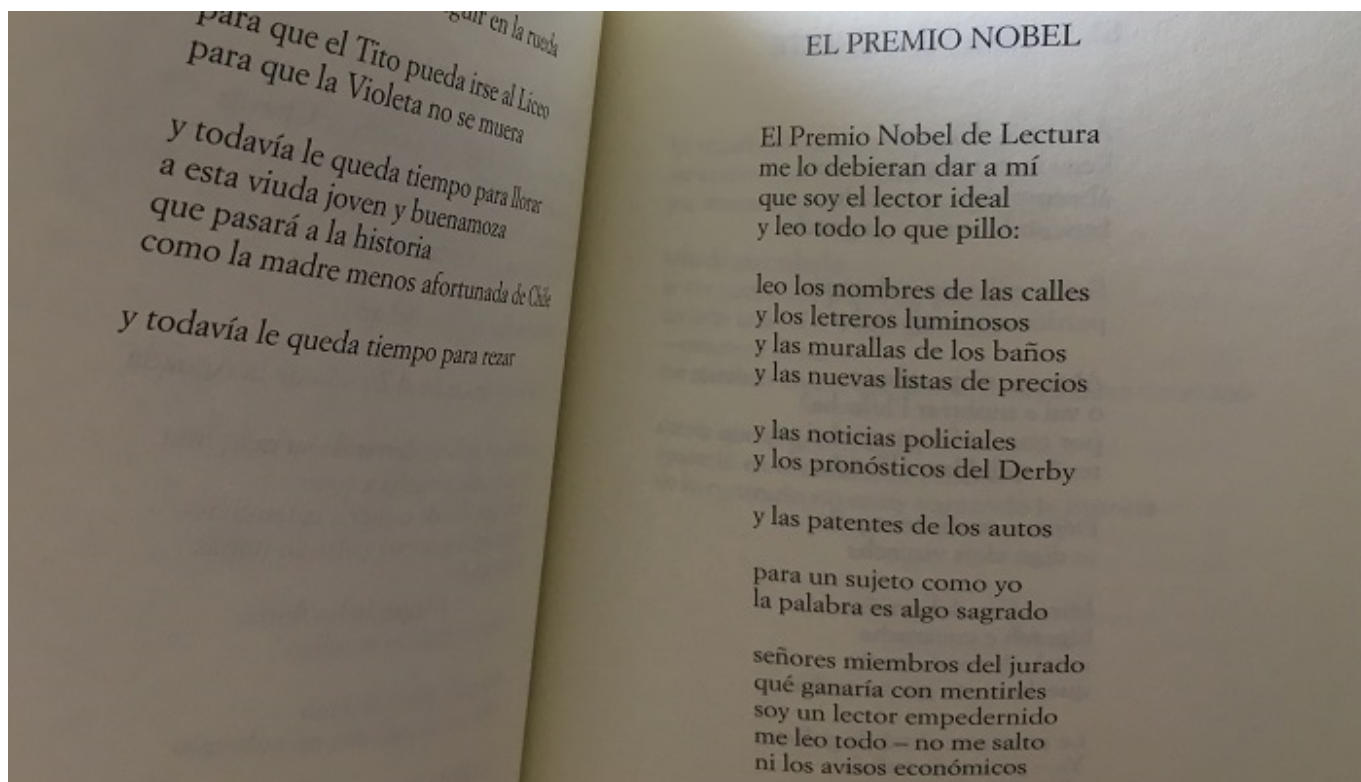 guir en la rueda
para que el Tito pueda irse al Liceo
para que la Violeta no se muera
y todavía le queda tiempo para llorar
a esta viuda joven y buenamoza
que pasará a la historia
como la madre menos afortunada de Chile
y todavía le queda tiempo para rezar
EL PREMIO NOBEL
El Premio Nobel de Lectura
me lo debieran dar a mí
que soy el lector ideal
y leo todo lo que pillo:
leo los nombres de las calles
y los letreros luminosos
y las murallas de los baños
y las nuevas listas de precios
y las noticias policiales
y los pronósticos del Derby
y las patentes de los autos
para un sujeto como yo
la palabra es algo sagrado
señores miembros del jurado
qué ganaría con mentirles
soy un lector empedernido
me leo todo – no me salto
ni los avisos económicos